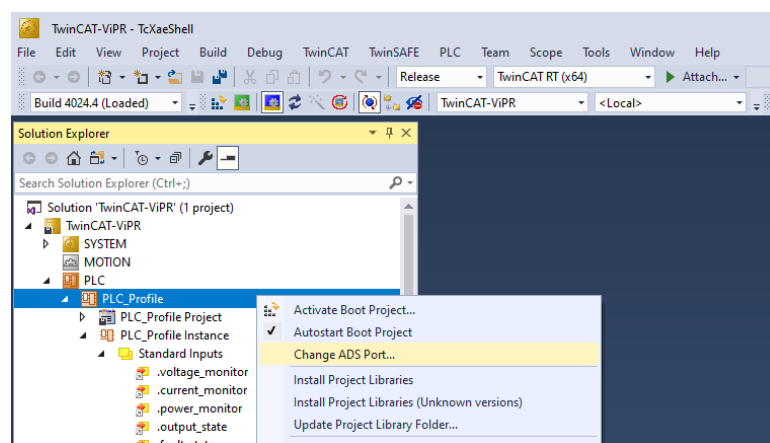 TwinCAT-ViPR - TcXaeShell
File Edit View Project Build Debug TwinCAT TwinSAFE PLC Team Scope Tools Window Help
Release TwinCAT RT (x64) Attach...
Build 4024.4 (Loaded) TwinCAT-ViPR <Local>
Solution Explorer
Search Solution Explorer (Ctrl+;)
Solution 'TwinCAT-ViPR' (1 project)
TwinCAT-ViPR
SYSTEM
MOTION
PLC
PLC_Profile
PLC_Profile Project
PLC_Profile Instance
Standard Inputs
.voltage_monitor
.current_monitor
.power_monitor
.output_state
Activate Boot Project...
Autostart Boot Project
Change ADS Port...
Install Project Libraries
Install Project Libraries (Unknown versions)
Update Project Library Folder...